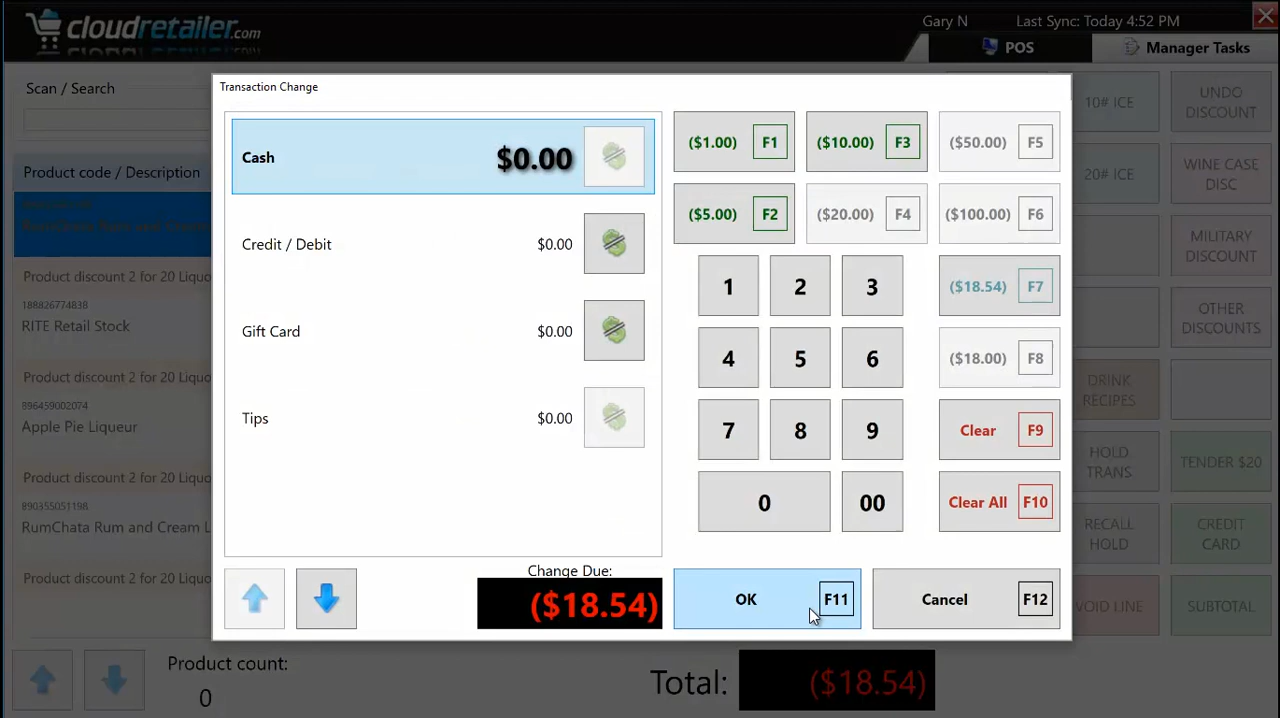 cloudretailer.com
Gary N
Last Sync: Today 4:52 PM
POS
Manager Tasks
Scan / Search
Product code / Description
Product discount 2 for 20 Liquo
188826774838
RITE Retail Stock
Product discount 2 for 20 Liquo
896459002074
Apple Pie Liqueur
Product discount 2 for 20 Liquo
890355051198
RumChata Rum and Cream L
Product discount 2 for 20 Liquo
Product count:
0
Total:
($18.54)
Transaction Change
Cash
$0.00
Credit / Debit
$0.00
Gift Card
$0.00
Tips
$0.00
Change Due:
($18.54)
($1.00) F1
($10.00) F3
($50.00) F5
($5.00) F2
($20.00) F4
($100.00) F6
1 2 3
($18.54) F7
4 5 6
($18.00) F8
7 8 9
Clear F9
0 00
Clear All F10
OK F11
Cancel F12
10# ICE
UNDO
DISCOUNT
20# ICE
WINE CASE
DISC
MILITARY
DISCOUNT
OTHER
DISCOUNTS
DRINK
RECIPES
HOLD
TRANS
TENDER $20
RECALL
HOLD
CREDIT
CARD
VOID LINE
SUBTOTAL